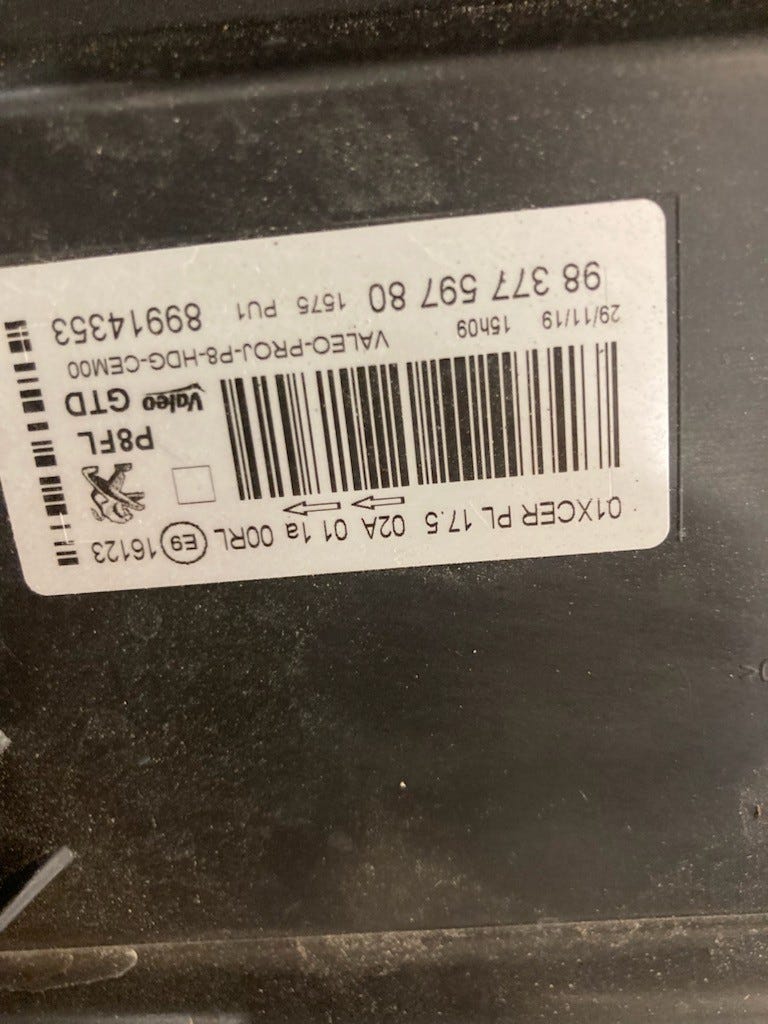 01XCER PL 17.5 02A 01 1a 00RL E9 16123
P8FL
Valeo GTD
29/11/19 15h09 VALEO-PROJ-P8-HDG-CEM00
98 377 597 80 1575 PU1 89914353